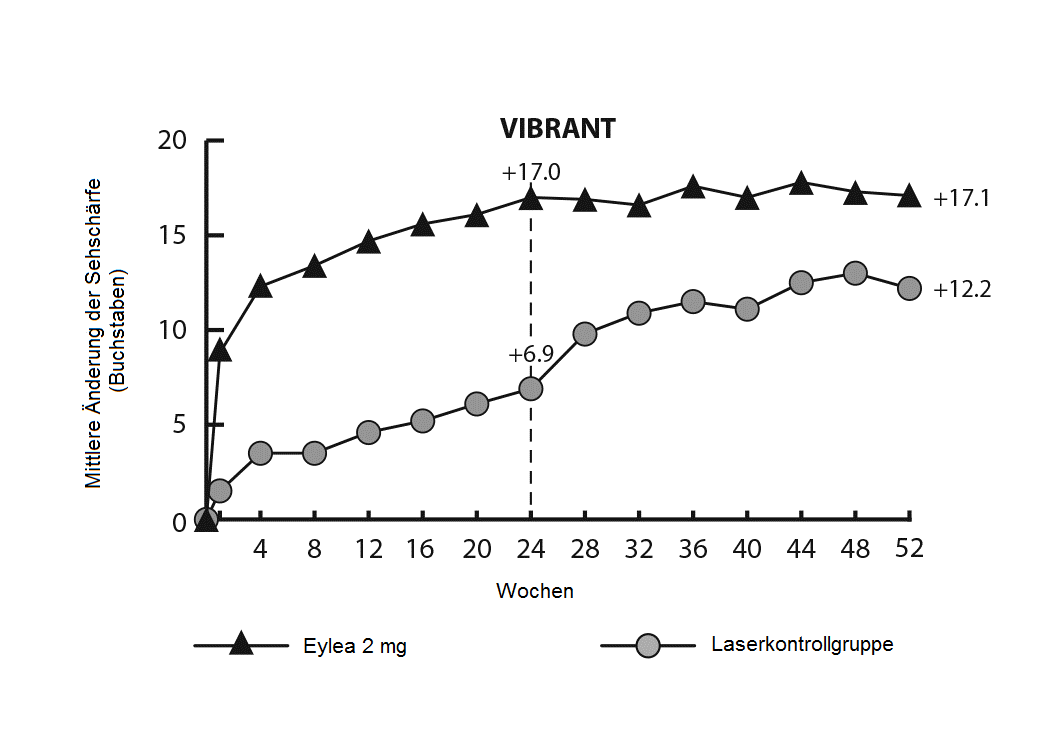 VIBRANT
20
15
10
5
0
Mittlere Änderung der Sehschärfe
(Buchstaben)
+17.0
+6.9
+17.1
+12.2
4 8 12 16 20 24 28 32 36 40 44 48 52
Wochen
Eylea 2 mg
Laserkontrollgruppe